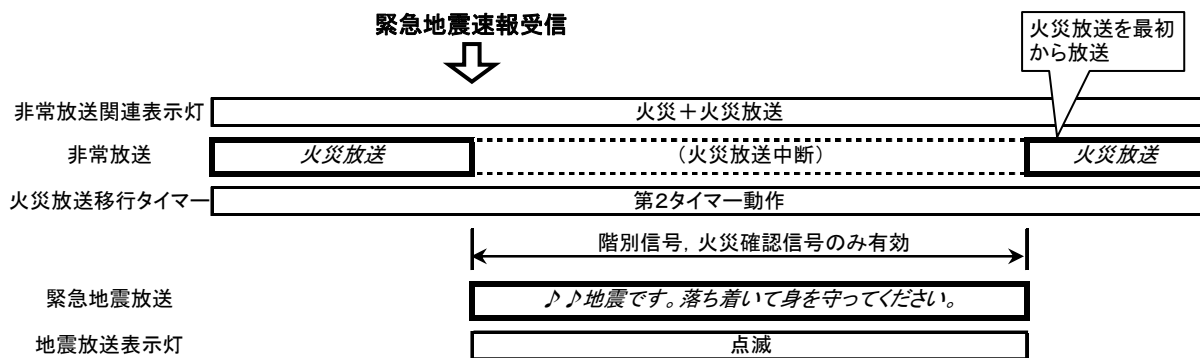 緊急地震速報受信
火災放送を最初
から放送
非常放送関連表示灯
火災＋火災放送
非常放送
火災放送
（火災放送中断）
火災放送
火災放送移行タイマー
第２タイマー動作
階別信号，火災確認信号のみ有効
緊急地震放送
♪♪地震です。落ち着いて身を守ってください。
地震放送表示灯
点滅